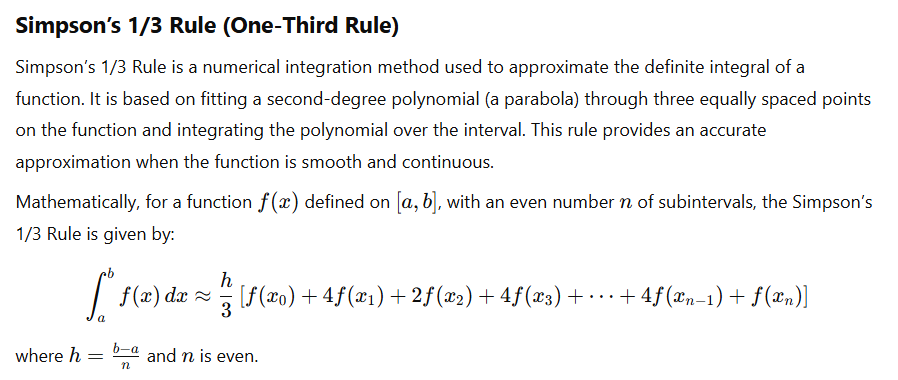 Simpson's 1/3 Rule (One-Third Rule)
Simpson's 1/3 Rule is a numerical integration method used to approximate the definite integral of a
function. It is based on fitting a second-degree polynomial (a parabola) through three equally spaced points
on the function and integrating the polynomial over the interval. This rule provides an accurate
approximation when the function is smooth and continuous.
Mathematically, for a function f(x) defined on [a, b], with an even number n of subintervals, the Simpson's
1/3 Rule is given by:
∫_a^b f(x) dx ≈ h/3 [f(x₀) + 4f(x₁) + 2f(x₂) + 4f(x₃) + ⋯ + 4f(xₙ₋₁) + f(xₙ)]
where h = (b−a)/n and n is even.